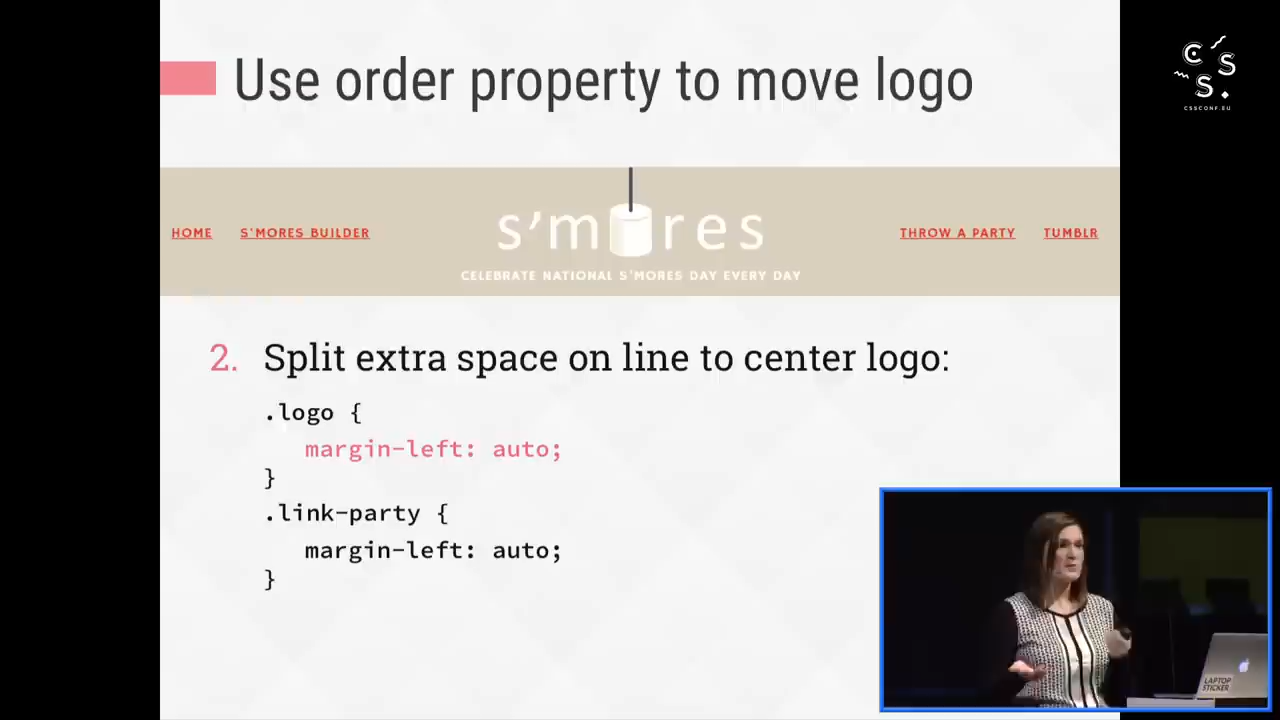 Use order property to move logo
CSS.
CSSCONF.EU
HOME S'MORES BUILDER s'mores THROW A PARTY TUMBLR
CELEBRATE NATIONAL S'MORES DAY EVERY DAY
2. Split extra space on line to center logo:
.logo {
margin-left: auto;
}
.link-party {
margin-left: auto;
}
LAPTOP
STICKER